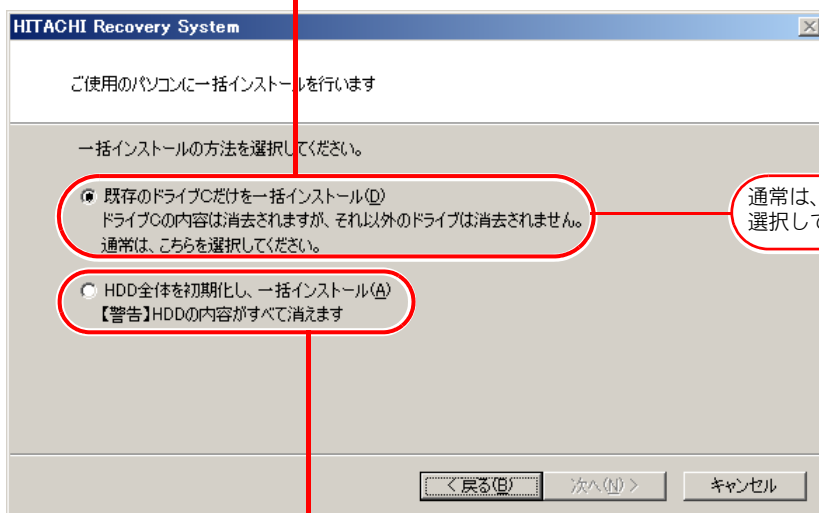 HITACHI Recovery System
ご使用のパソコンに一括インストールを行います
一括インストールの方法を選択してください。
既存のドライブCだけを一括インストール(D)
ドライブCの内容は消去されますが、それ以外のドライブは消去されません。
通常は、こちらを選択してください。
通常は、
選択して
HDD全体を初期化し、一括インストール(A)
【警告】HDDの内容がすべて消えます
< 戻る(B)
次へ(N) >
キャンセル